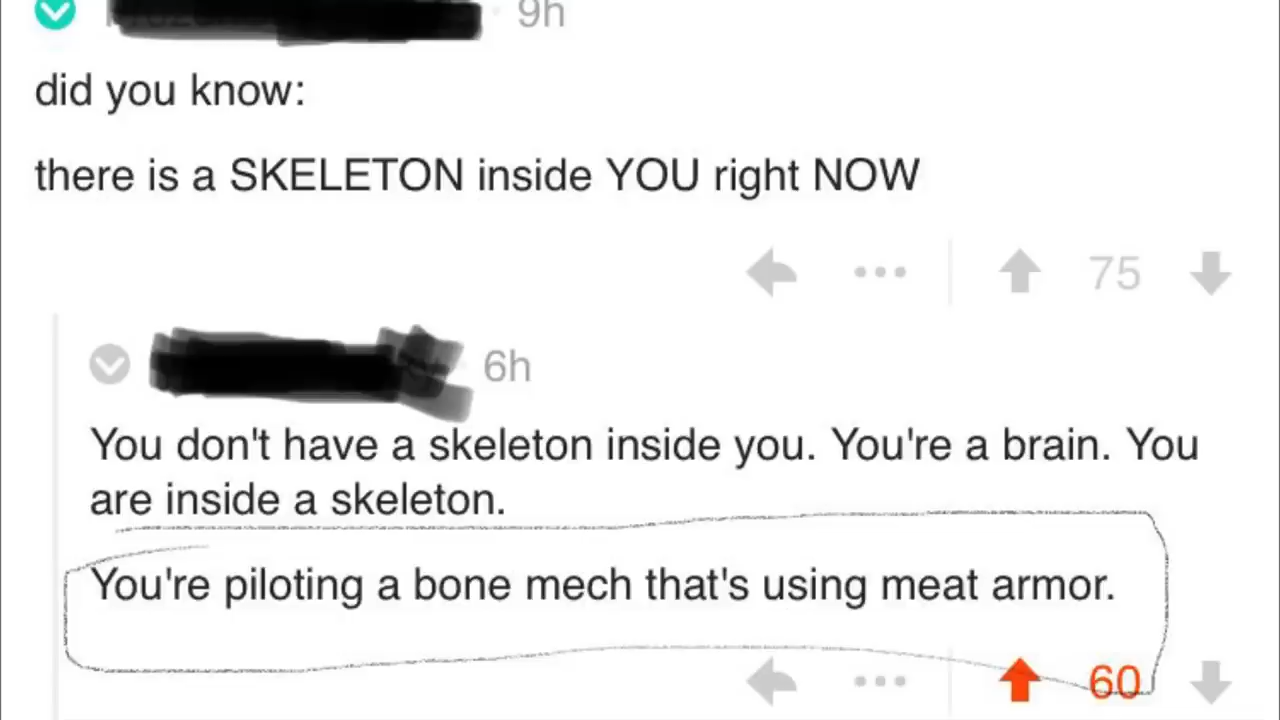 9h
did you know:
there is a SKELETON inside YOU right NOW
75
6h
You don't have a skeleton inside you. You're a brain. You
are inside a skeleton.
You're piloting a bone mech that's using meat armor.
60